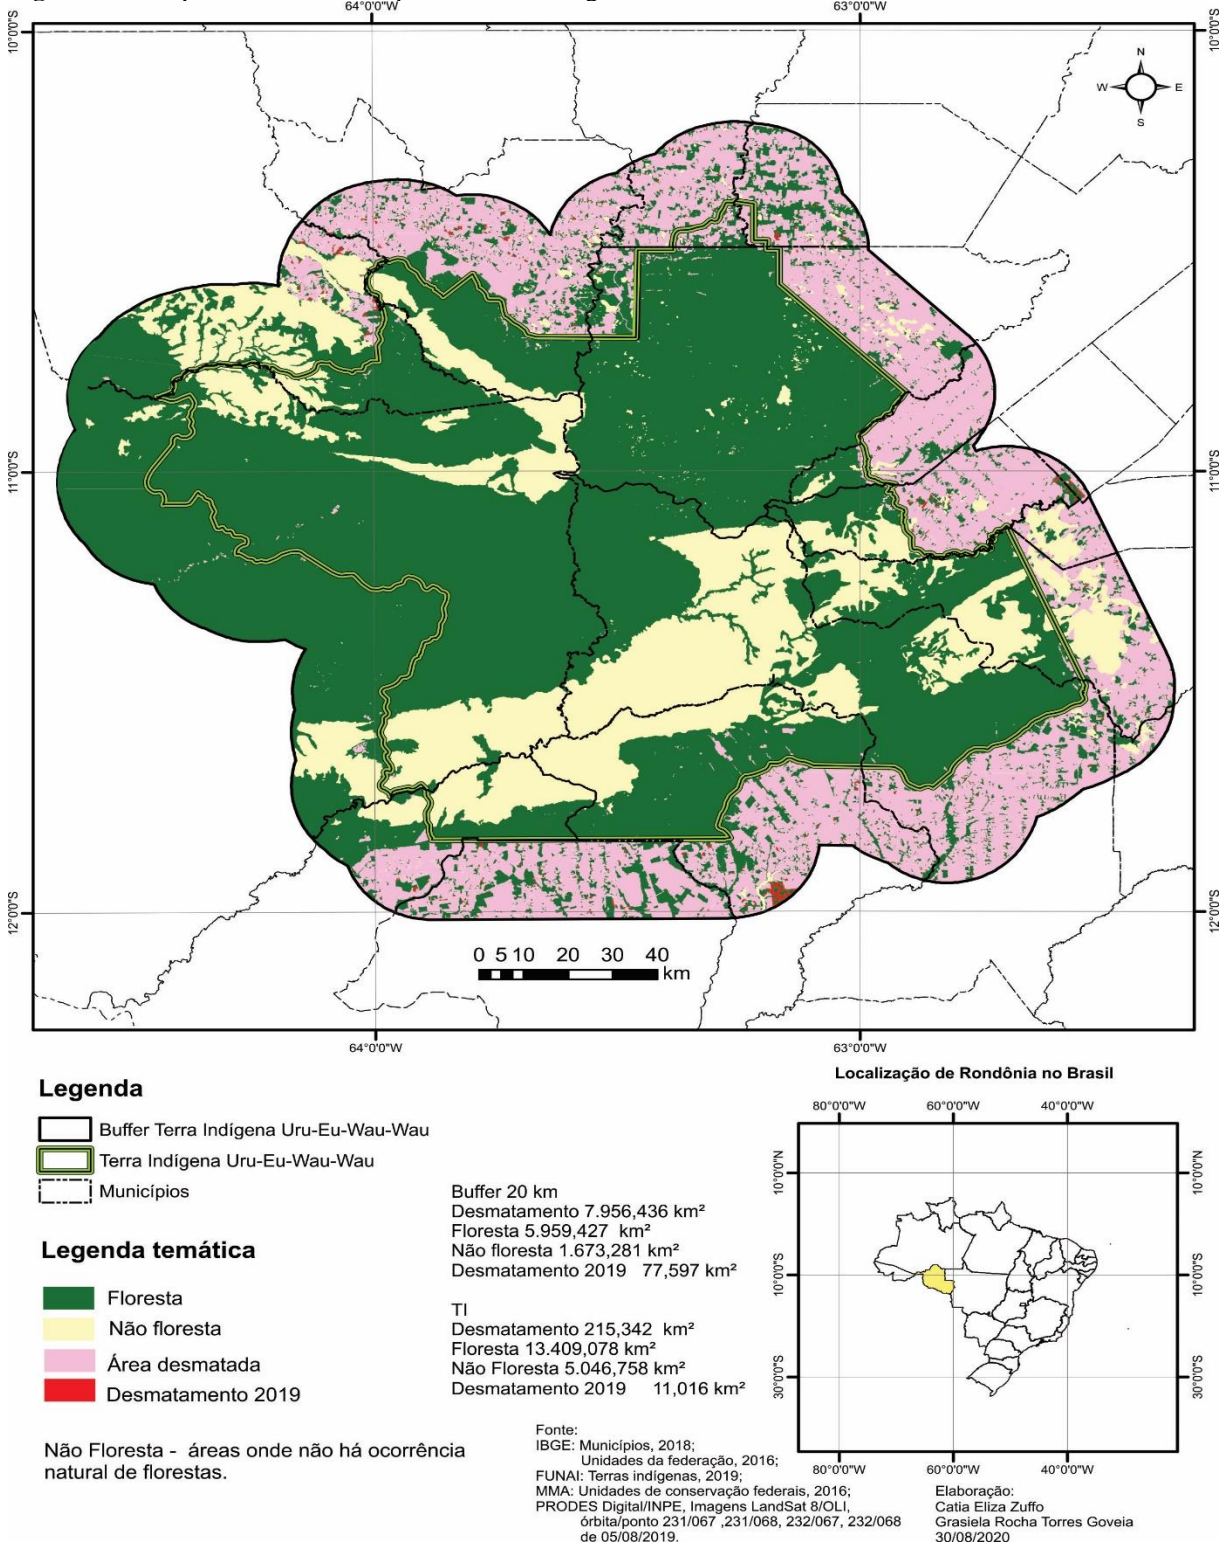 64°0'0"W 63°0'0"W
10°0'0"S 10°0'0"S
N
W E
S
11°0'0"S 11°0'0"S
12°0'0"S 12°0'0"S
0 5 10 20 30 40
km
64°0'0"W 63°0'0"W
Legenda
Buffer Terra Indígena Uru-Eu-Wau-Wau
Terra Indígena Uru-Eu-Wau-Wau
Municípios
Legenda temática
Floresta
Não floresta
Área desmatada
Desmatamento 2019
Não Floresta - áreas onde não há ocorrência
natural de florestas.
Buffer 20 km
Desmatamento 7.956,436 km²
Floresta 5.959,427 km²
Não floresta 1.673,281 km²
Desmatamento 2019 77,597 km²
TI
Desmatamento 215,342 km²
Floresta 13.409,078 km²
Não Floresta 5.046,758 km²
Desmatamento 2019 11,016 km²
Fonte:
IBGE: Municípios, 2018;
Unidades da federação, 2016;
FUNAI: Terras indígenas, 2019;
MMA: Unidades de conservação federais, 2016;
PRODES Digital/INPE, Imagens LandSat 8/OLI,
órbita/ponto 231/067 ,231/068, 232/067, 232/068
de 05/08/2019.
Localização de Rondônia no Brasil
80°0'0"W 60°0'0"W 40°0'0"W
10°0'0"N 10°0'0"N
10°0'0"S 10°0'0"S
30°0'0"S 30°0'0"S
80°0'0"W 60°0'0"W 40°0'0"W
Elaboração:
Catia Eliza Zuffo
Grasiela Rocha Torres Goveia
30/08/2020